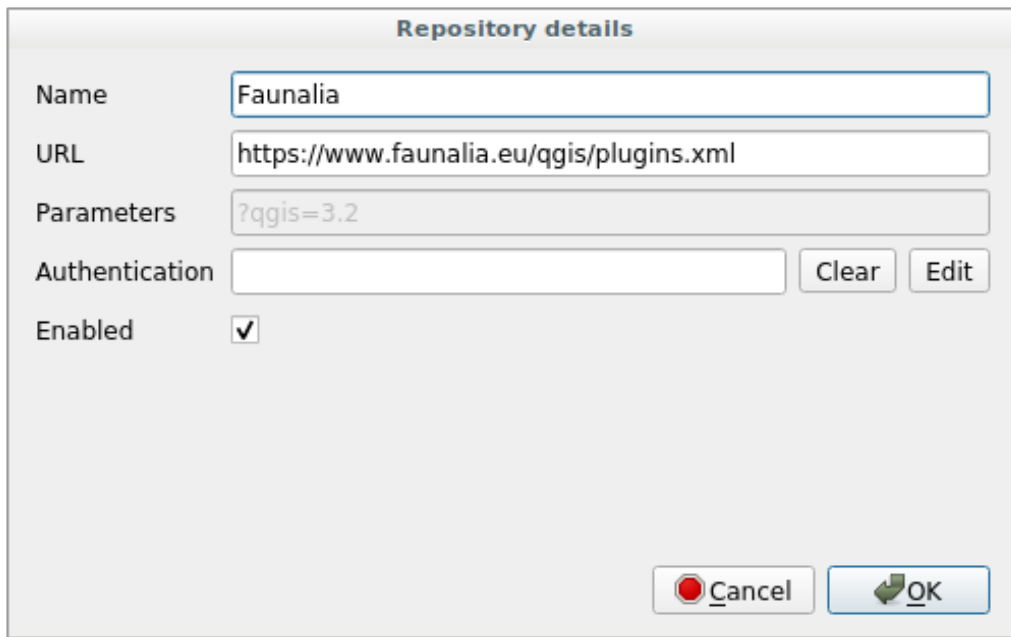 Repository details
Name Faunalia
URL https://www.faunalia.eu/qgis/plugins.xml
Parameters ?qgis=3.2
Authentication Clear Edit
Enabled
Cancel OK